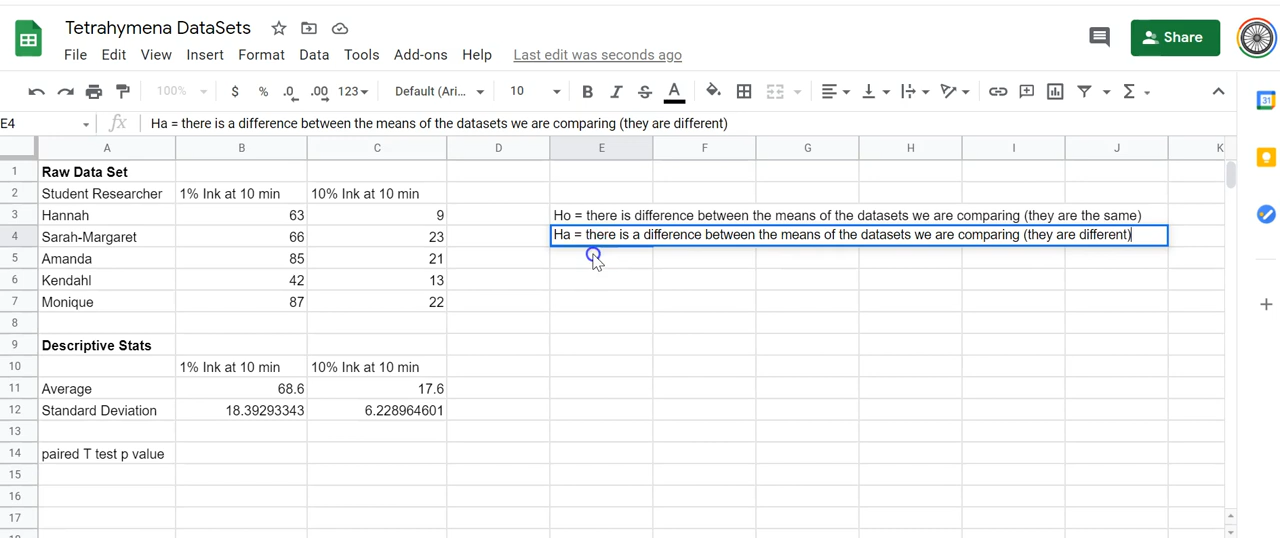 Tetrahymena DataSets
File Edit View Insert Format Data Tools Add-ons Help Last edit was seconds ago
Share
100% $ % .0 .00 123 Default (Ari... 10 B I S A Σ
E4 fx Ha = there is a difference between the means of the datasets we are comparing (they are different)
A B C D E F G H I J K
1 Raw Data Set
2 Student Researcher 1% Ink at 10 min 10% Ink at 10 min
3 Hannah 63 9 Ho = there is difference between the means of the datasets we are comparing (they are the same)
4 Sarah-Margaret 66 23 Ha = there is a difference between the means of the datasets we are comparing (they are different)
5 Amanda 85 21
6 Kendahl 42 13
7 Monique 87 22
8
9 Descriptive Stats
10 1% Ink at 10 min 10% Ink at 10 min
11 Average 68.6 17.6
12 Standard Deviation 18.39293343 6.228964601
13
14 paired T test p value
15
16
17
31